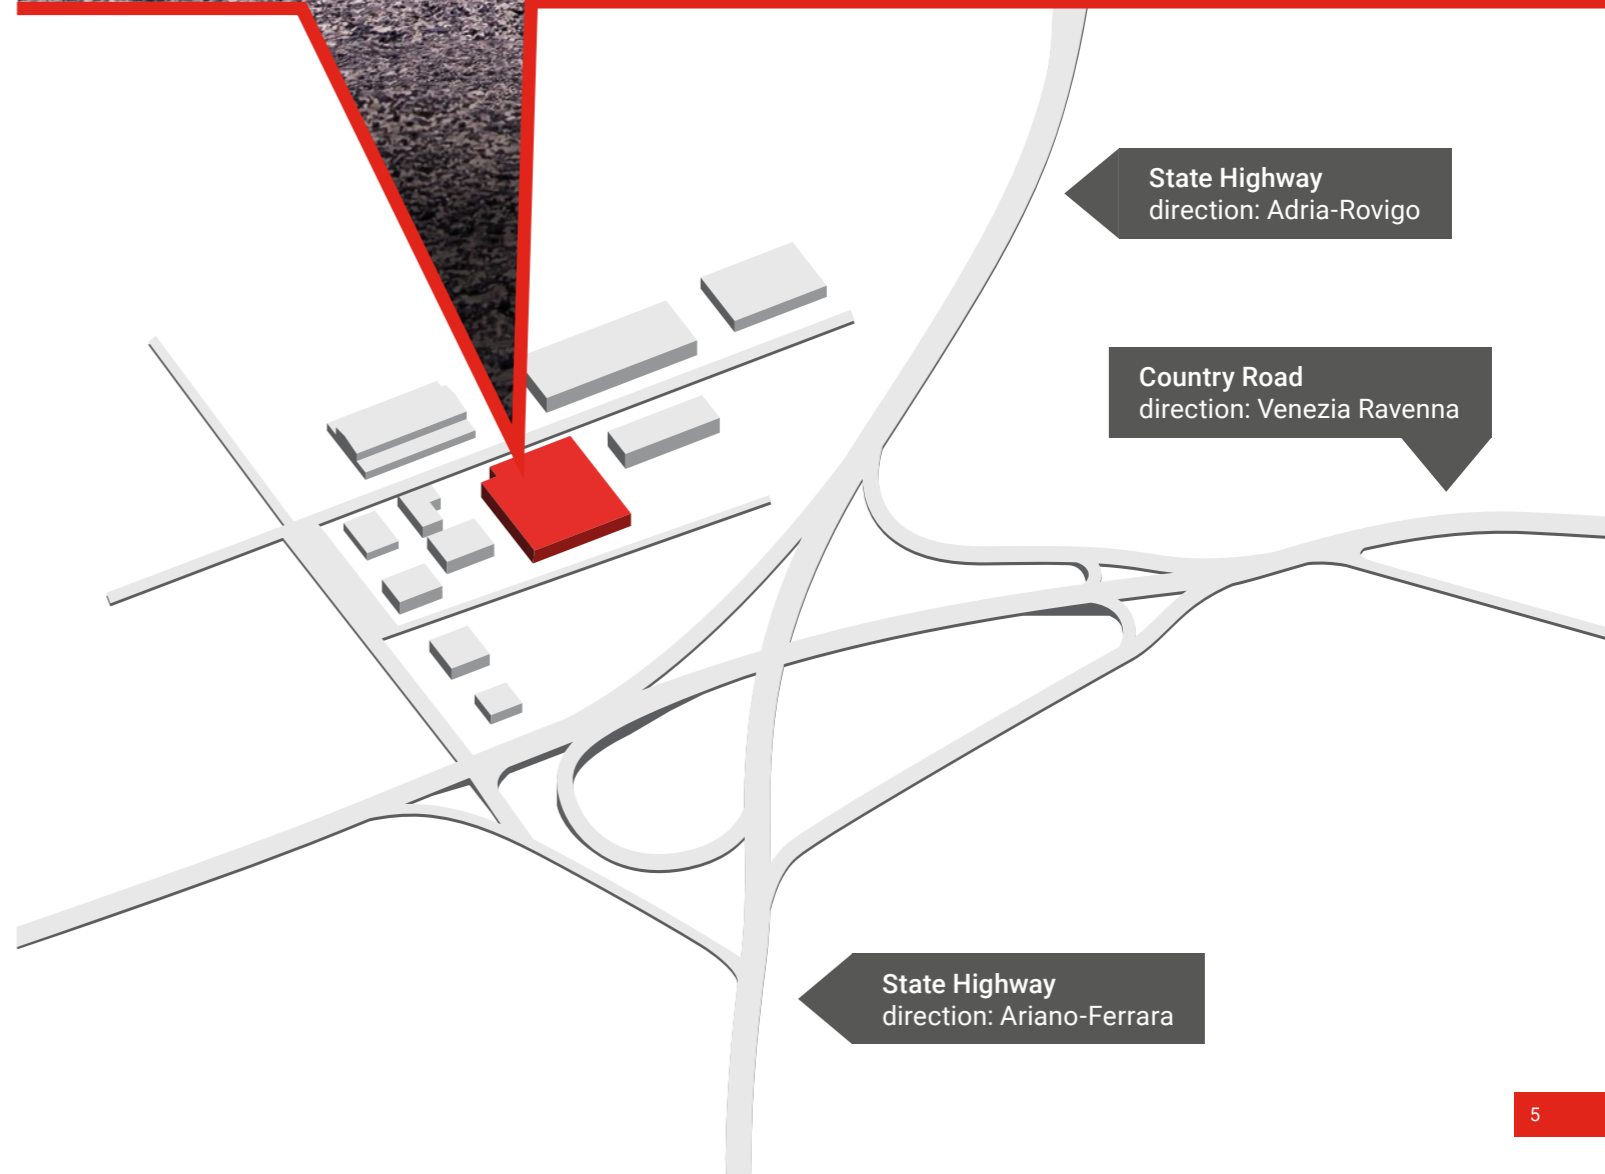 State Highway
direction: Adria-Rovigo
Country Road
direction: Venezia Ravenna
State Highway
direction: Ariano-Ferrara
5